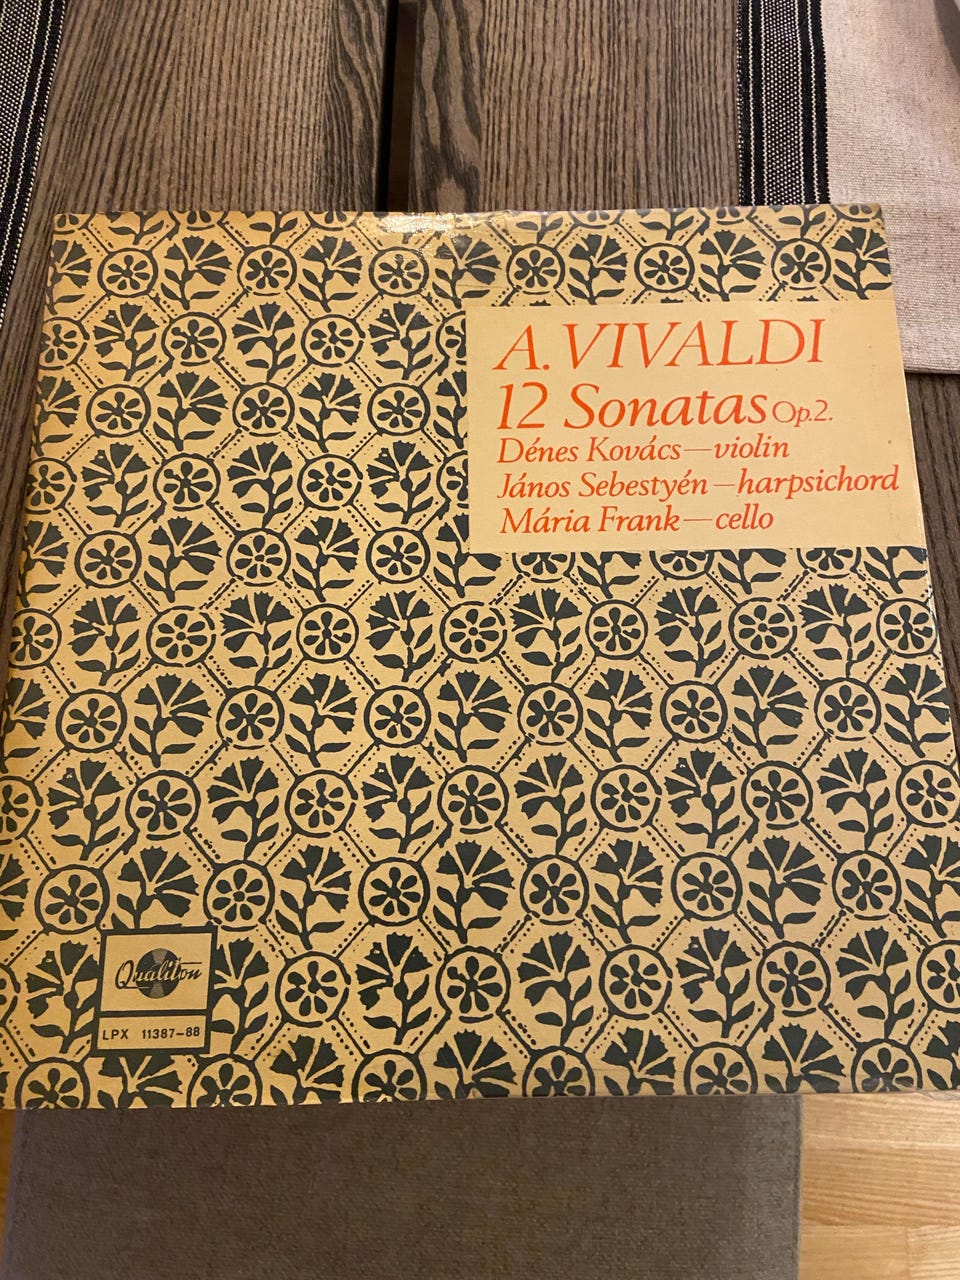 A. VIVALDI
12 Sonatas Op.2.
Dénes Kovács—violin
János Sebestyén—harpsichord
Mária Frank—cello
Qualiton
LPX 11387-88